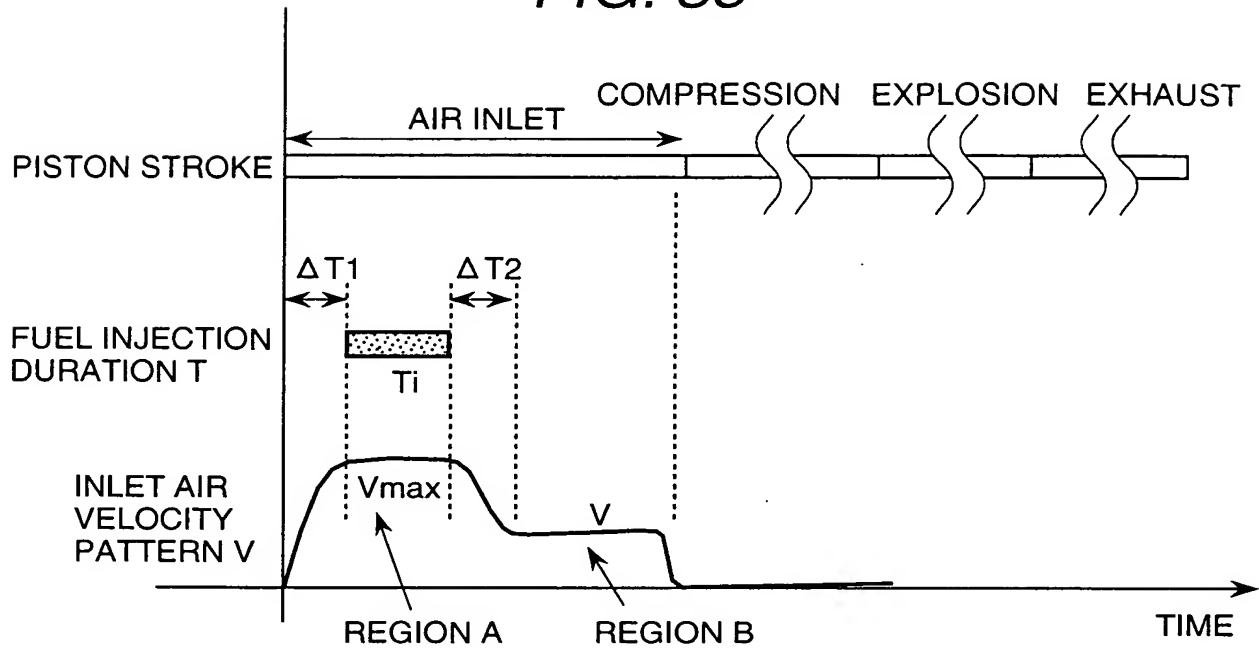 COMPRESSION EXPLOSION EXHAUST
AIR INLET
PISTON STROKE
ΔT1 ΔT2
FUEL INJECTION
DURATION T
Ti
INLET AIR
VELOCITY
PATTERN V
Vmax
V
REGION A REGION B
TIME